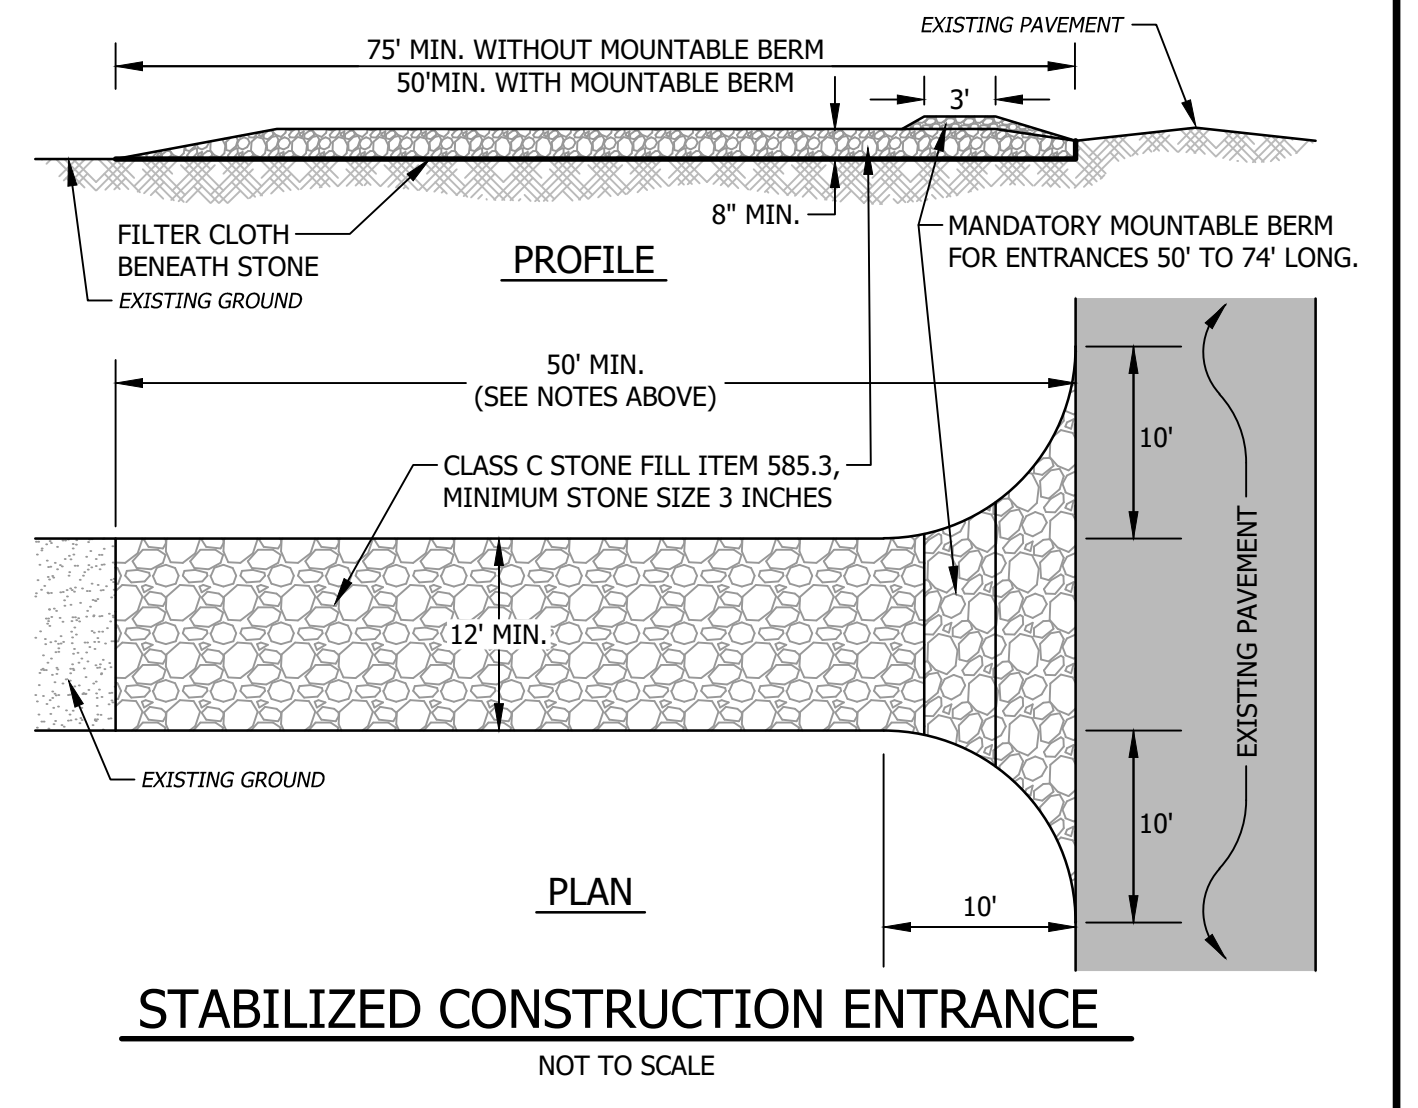 EXISTING PAVEMENT
75' MIN. WITHOUT MOUNTABLE BERM
50'MIN. WITH MOUNTABLE BERM
3'
8" MIN.
FILTER CLOTH
BENEATH STONE
EXISTING GROUND
PROFILE
MANDATORY MOUNTABLE BERM
FOR ENTRANCES 50' TO 74' LONG.
50' MIN.
(SEE NOTES ABOVE)
10'
CLASS C STONE FILL ITEM 585.3,
MINIMUM STONE SIZE 3 INCHES
12' MIN.
EXISTING PAVEMENT
EXISTING GROUND
10'
PLAN
10'
STABILIZED CONSTRUCTION ENTRANCE
NOT TO SCALE